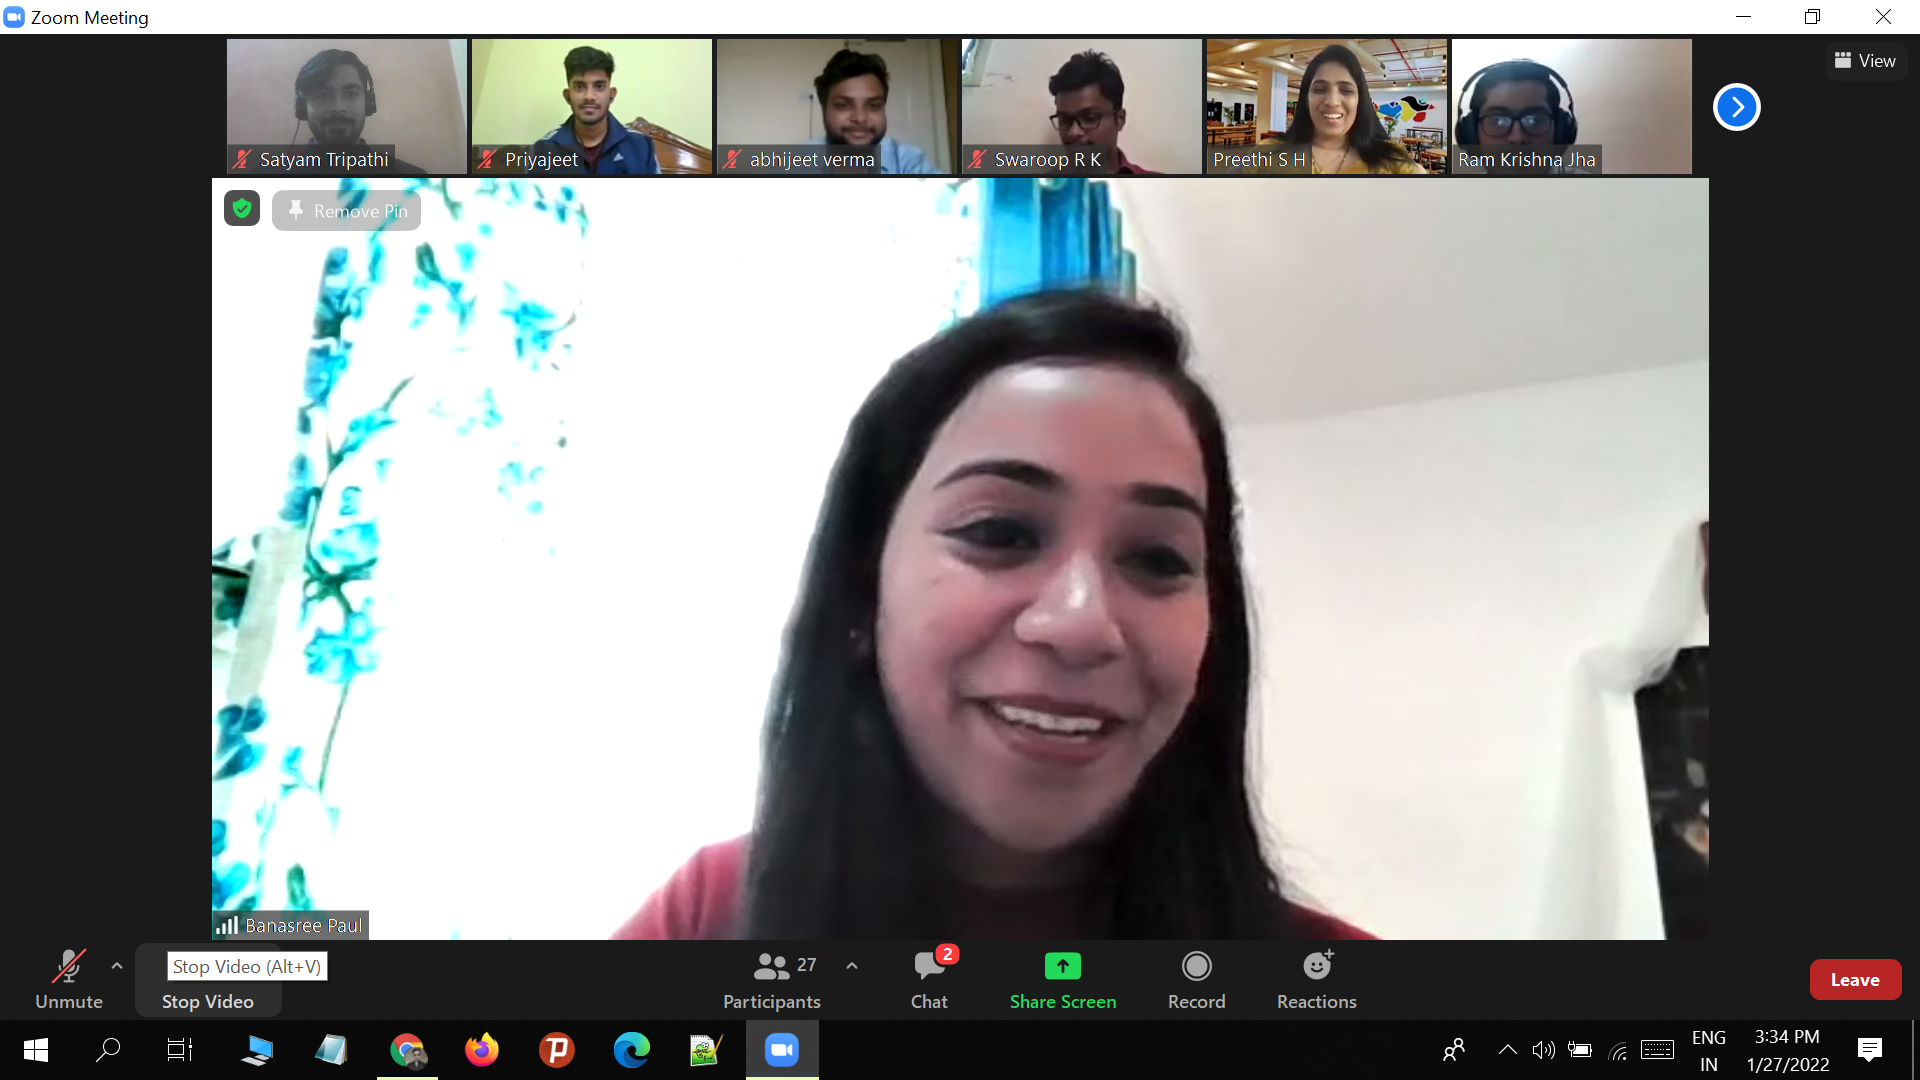 Zoom Meeting
View
Satyam Tripathi
Priyajeet
abhijeet verma
Swaroop R K
Preethi S H
Ram Krishna Jha
Remove Pin
Banasree Paul
Stop Video (Alt+V)
27
2
Unmute
Stop Video
Participants
Chat
Share Screen
Record
Reactions
Leave
ENG
IN
3:34 PM
1/27/2022